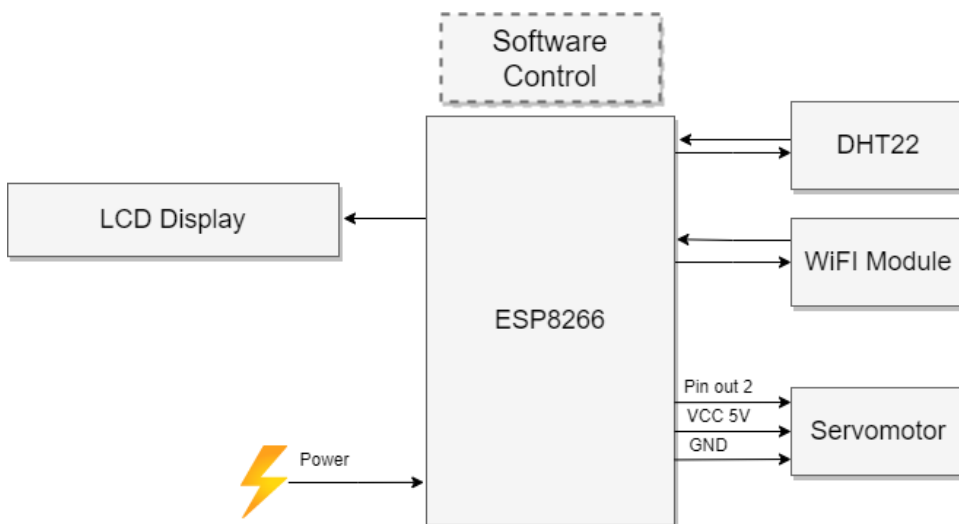 Software
Control
DHT22
LCD Display
WiFI Module
ESP8266
Pin out 2
VCC 5V
GND
Servomotor
Power